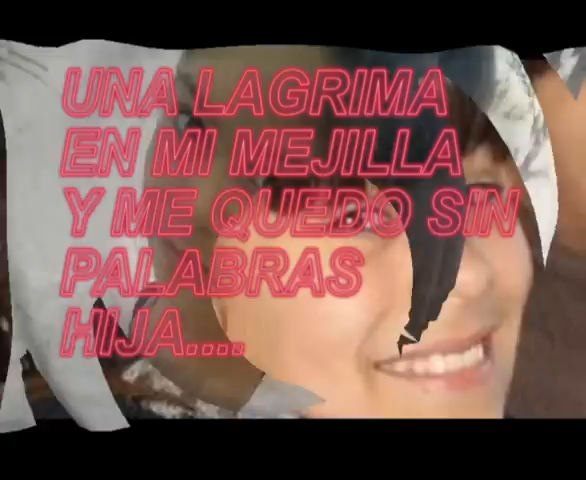 UNA LAGRIMA
EN MI MEJILLA
Y ME QUEDO SIN
PALABRAS
HIJA....